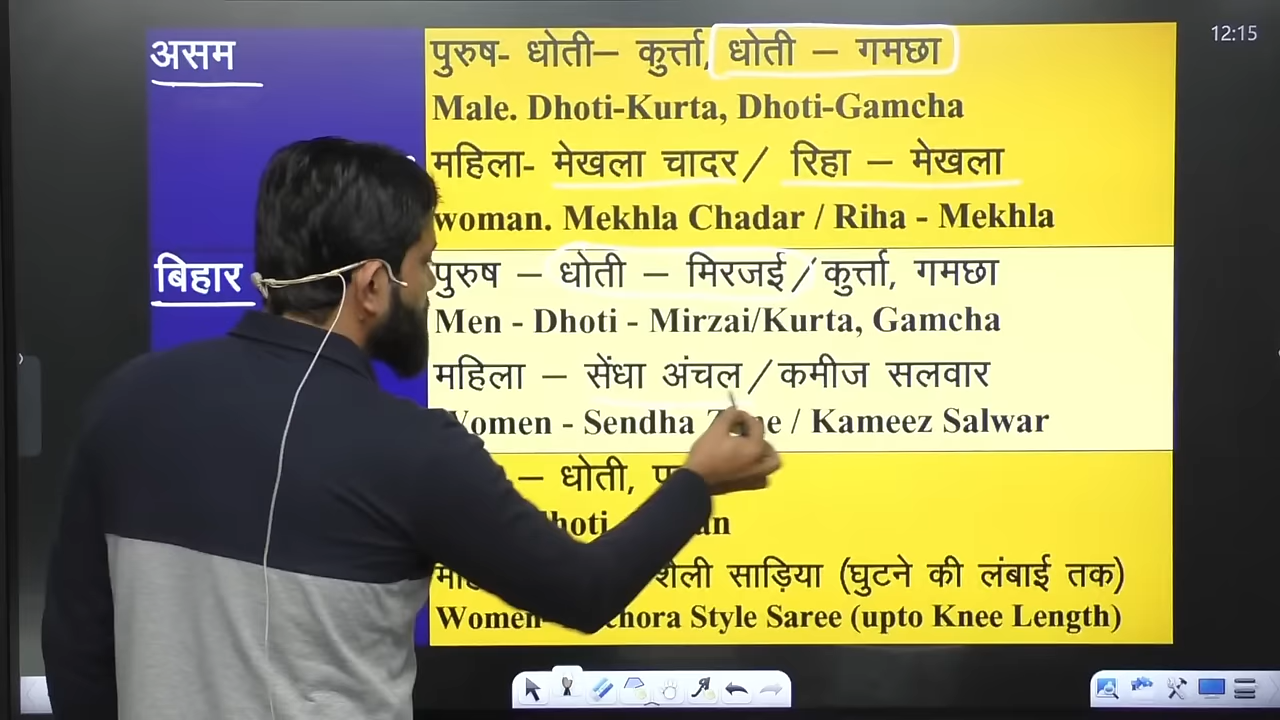 12:15
असम
पुरुष- धोती– कुर्त्ता, धोती – गमछा
Male. Dhoti-Kurta, Dhoti-Gamcha
महिला- मेखला चादर/ रिहा – मेखला
woman. Mekhla Chadar / Riha - Mekhla
बिहार
पुरुष – धोती – मिरजई/कुर्त्ता, गमछा
Men - Dhoti - Mirzai/Kurta, Gamcha
महिला – सेंधा अंचल/कमीज सलवार
Women - Sendha / Kameez Salwar
– धोती,
शैली साड़िया (घुटने की लंबाई तक)
Women Style Saree (upto Knee Length)